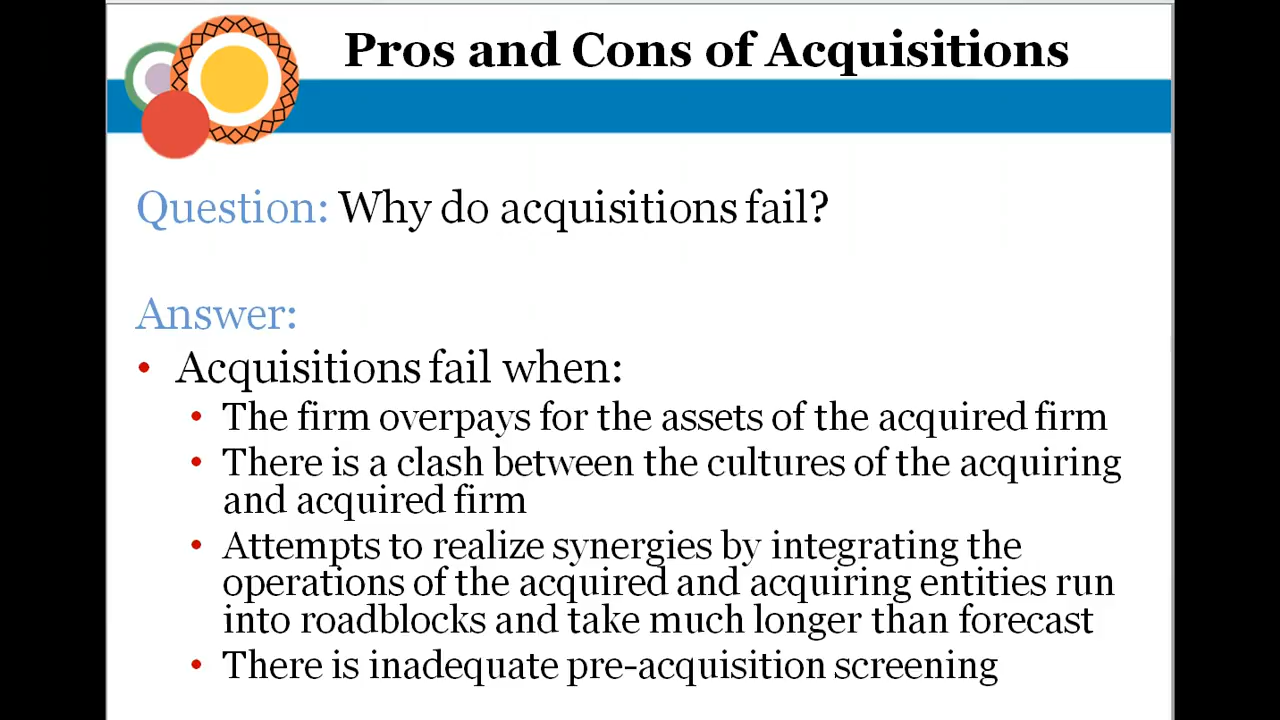 Pros and Cons of Acquisitions
Question: Why do acquisitions fail?
Answer:
• Acquisitions fail when:
• The firm overpays for the assets of the acquired firm
• There is a clash between the cultures of the acquiring
and acquired firm
• Attempts to realize synergies by integrating the
operations of the acquired and acquiring entities run
into roadblocks and take much longer than forecast
• There is inadequate pre-acquisition screening